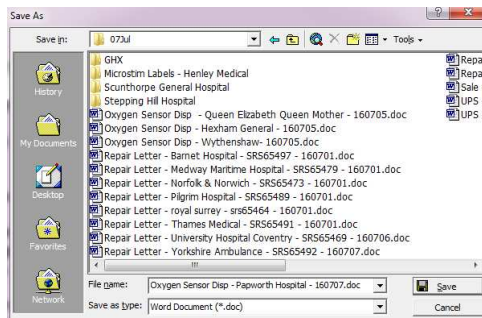 Save As
Save in:
07Jul
Tools
History
My Documents
Desktop
Favorites
Network
GHX
Microstim Labels - Henley Medical
Scunthorpe General Hospital
Stepping Hill Hospital
Oxygen Sensor Disp - Queen Elizabeth Queen Mother - 160705.doc
Oxygen Sensor Disp - Hexham General - 160705.doc
Oxygen Sensor Disp - Wythenshaw- 160705.doc
Repair Letter - Barnet Hospital - SRS65497 - 160701.doc
Repair Letter - Medway Maritime Hospital - SRS65479 - 160701.doc
Repair Letter - Norfolk & Norwich - SRS65473 - 160701.doc
Repair Letter - Pilgrim Hospital - SRS65489 - 160701.doc
Repair Letter - royal surrey - srs65464 - 160701.doc
Repair Letter - Thames Medical - SRS65491 - 160701.doc
Repair Letter - University Hospital Coventry - SRS65469 - 160706.doc
Repair Letter - Yorkshire Ambulance - SRS65492 - 160707.doc
Repa
Repa
Sale
UPS
UPS
File name:
Oxygen Sensor Disp - Papworth Hospital - 160707.doc
Save
Save as type:
Word Document (*.doc)
Cancel